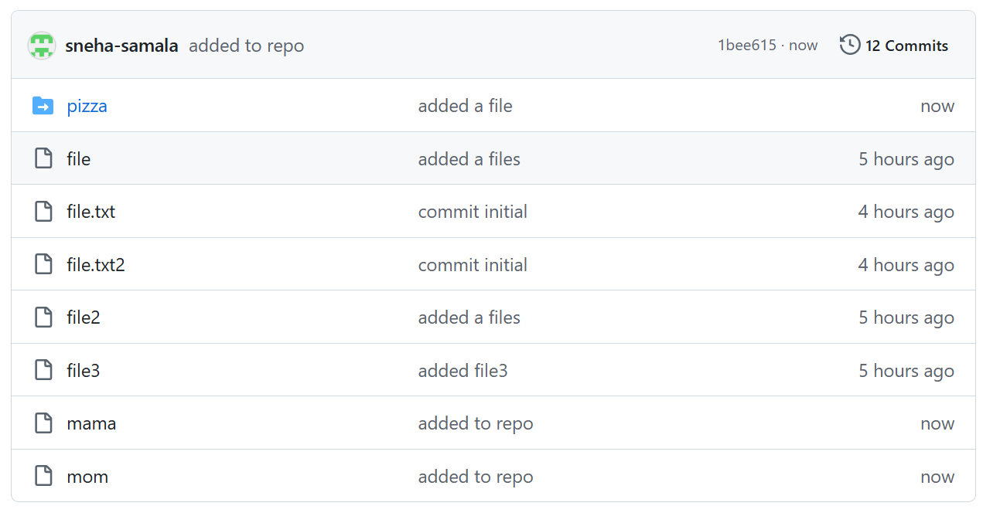 sneha-samala added to repo 1bee615 · now 12 Commits
pizza added a file now
file added a files 5 hours ago
file.txt commit initial 4 hours ago
file.txt2 commit initial 4 hours ago
file2 added a files 5 hours ago
file3 added file3 5 hours ago
mama added to repo now
mom added to repo now